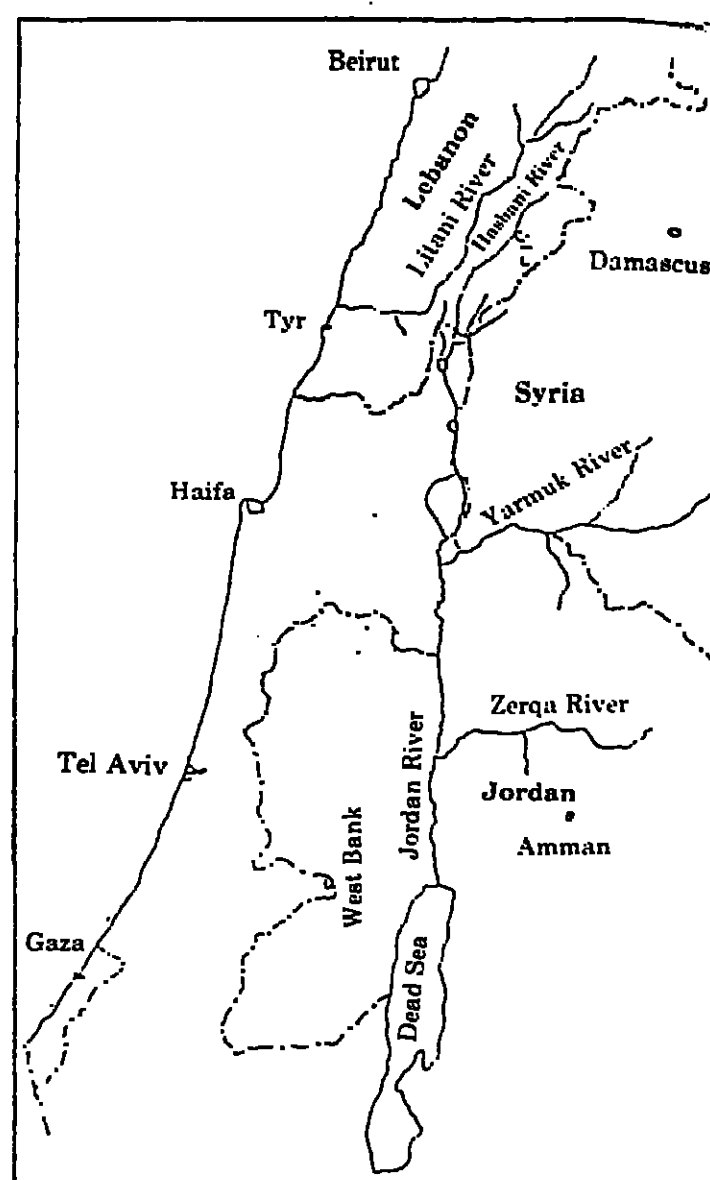 Beirut
Lebanon
Litani River
Hasbani River
Damascus
Tyr
Syria
Haifa
Yarmuk River
Zerqa River
Tel Aviv
Jordan River
Jordan
Amman
West Bank
Gaza
Dead Sea